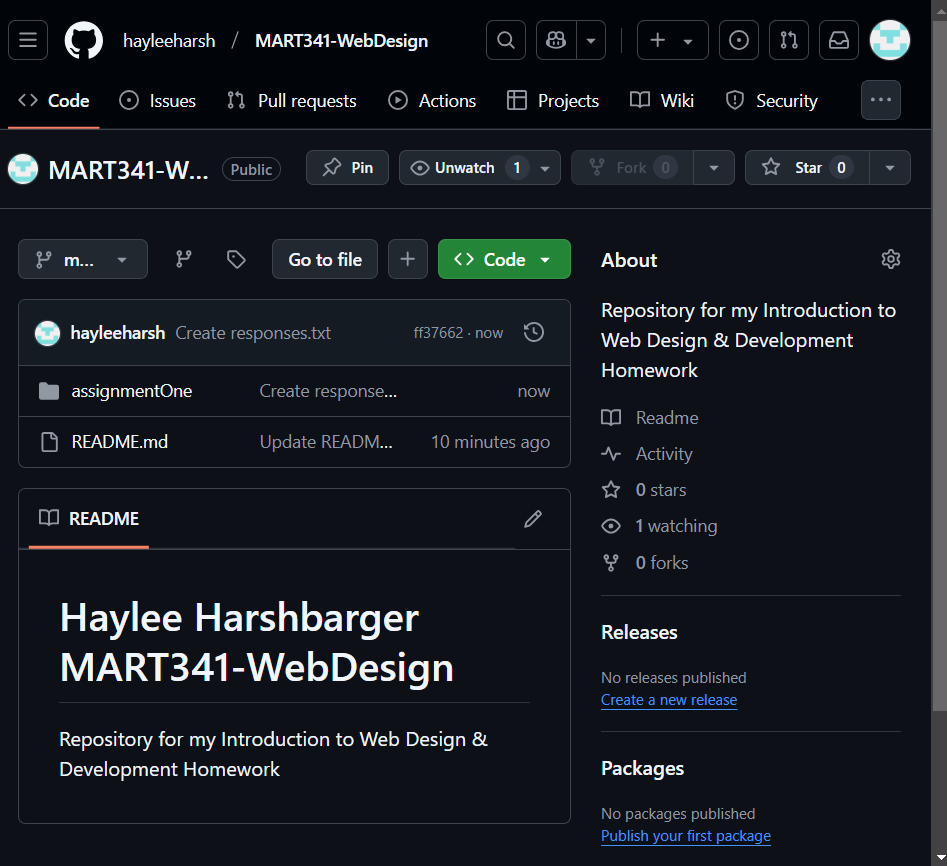 hayleeharsh / MART341-WebDesign
Code Issues Pull requests Actions Projects Wiki Security
MART341-W... Public Pin Unwatch 1 Fork 0 Star 0
m... Go to file Code
hayleeharsh Create responses.txt ff37662 · now
assignmentOne Create response... now
README.md Update READM... 10 minutes ago
README
Haylee Harshbarger
MART341-WebDesign
Repository for my Introduction to Web Design &
Development Homework
About
Repository for my Introduction to
Web Design & Development
Homework
Readme
Activity
0 stars
1 watching
0 forks
Releases
No releases published
Create a new release
Packages
No packages published
Publish your first package